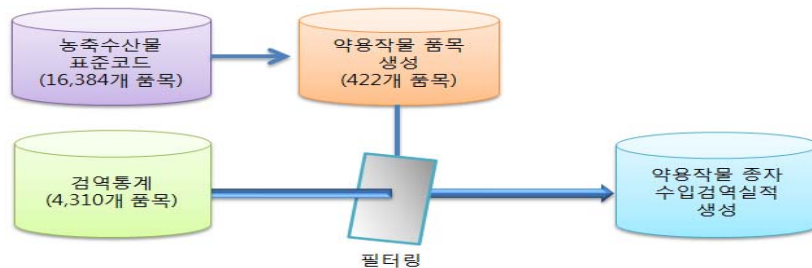 농축수산물
표준코드
(16,384개 품목)
약용작물 품목
생성
(422개 품목)
검역통계
(4,310개 품목)
약용작물 종자
수입검역실적
생성
필터링